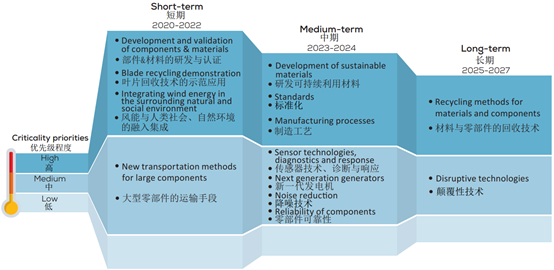 Short-term
短期
2020-2022
Medium-term
中期
2023-2024
Long-term
长期
2025-2027
Criticality priorities
优先级程度
High
高
Medium
中
Low
低
• Development and validation
of components & materials
• 部件&材料的研发与认证
• Blade recycling demonstration
• 叶片回收技术的示范应用
• Integrating wind energy in
the surrounding natural and
social environment
• 风能与人类社会、自然环境
的融入集成
• New transportation methods
for large components
• 大型零部件的运输手段
• Development of sustainable
materials
• 研发可持续利用材料
• Standards
• 标准化
• Manufacturing processes
• 制造工艺
• Sensor technologies,
diagnostics and response
• 传感器技术、诊断与响应
• Next generation generators
• 新一代发电机
• Noise reduction
• 降噪技术
• Reliability of components
• 零部件可靠性
• Recycling methods for
materials and components
• 材料与零部件的回收技术
• Disruptive technologies
• 颠覆性技术